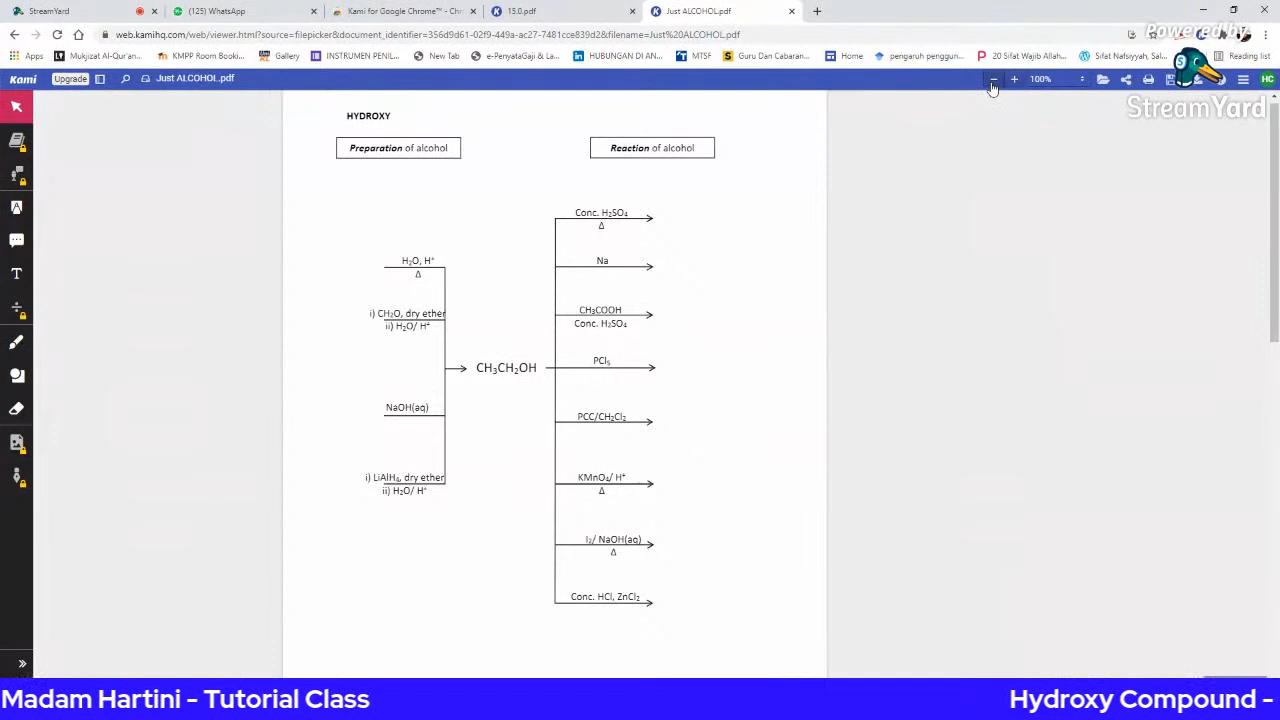 StreamYard
(125) WhatsApp
Kami for Google Chrome™ - Chr
15.0.pdf
Just ALCOHOL.pdf
web.kamihq.com/web/viewer.html?source=filepicker&document_identifier=356dc561-02f9-449a-ac27-7481cce839d2&filename=Just%20ALCOHOL.pdf
Powered by
Apps
Mukjizat Al-Qur'an...
KMPP Room Booki...
Gallery
INSTRUMEN PENIL...
New Tab
e-PenyataGaji & La...
HUBUNGAN DI AN...
MTSF
Guru Dan Cabaran...
Home
pengaruh penggun...
20 Sifat Wajib Allah...
Sifat Nafsiyyah, Sal...
Reading list
Kami
Upgrade
Just ALCOHOL.pdf
100%
HC
StreamYard
HYDROXY
Preparation of alcohol
Reaction of alcohol
Conc. H₂SO₄
Δ
H₂O, H⁺
Δ
Na
i) CH₂O, dry ether
ii) H₂O/ H⁺
CH₃COOH
Conc. H₂SO₄
CH₃CH₂OH
PCl₅
NaOH(aq)
PCC/CH₂Cl₂
i) LiAlH₄, dry ether
ii) H₂O/ H⁺
KMnO₄/ H⁺
Δ
I₂/ NaOH(aq)
Δ
Conc. HCl, ZnCl₂
Madam Hartini - Tutorial Class
Hydroxy Compound -